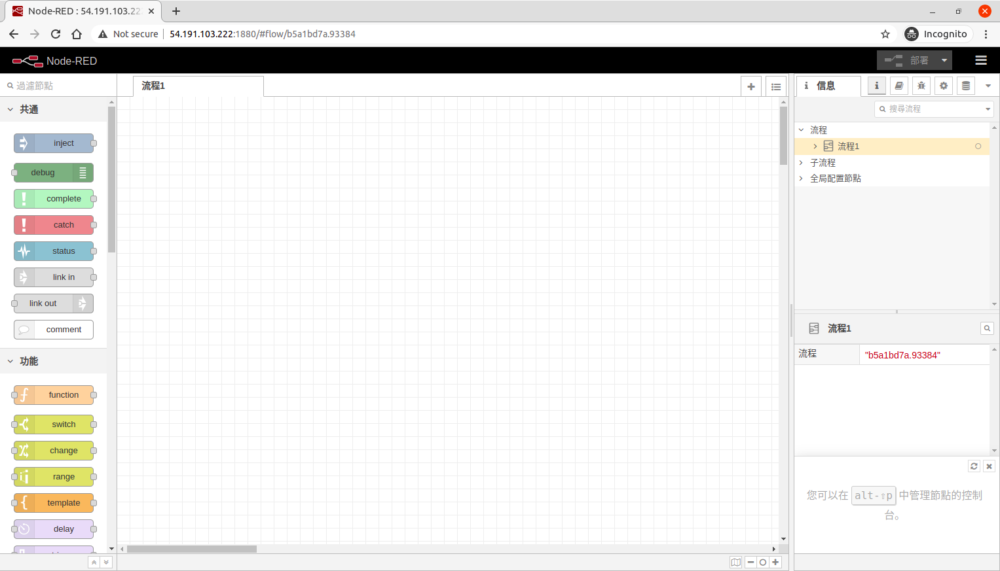 Node-RED : 54.191.103.222
Not secure
54.191.103.222:1880/#flow/b5a1bd7a.93384
Incognito
Node-RED
部署
過濾節點
共通
inject
debug
complete
catch
status
link in
link out
comment
功能
function
switch
change
range
template
delay
流程1
信息
搜尋流程
流程
流程1
子流程
全局配置節點
流程1
流程 "b5a1bd7a.93384"
您可以在 alt-⇧p 中管理節點的控制
台。